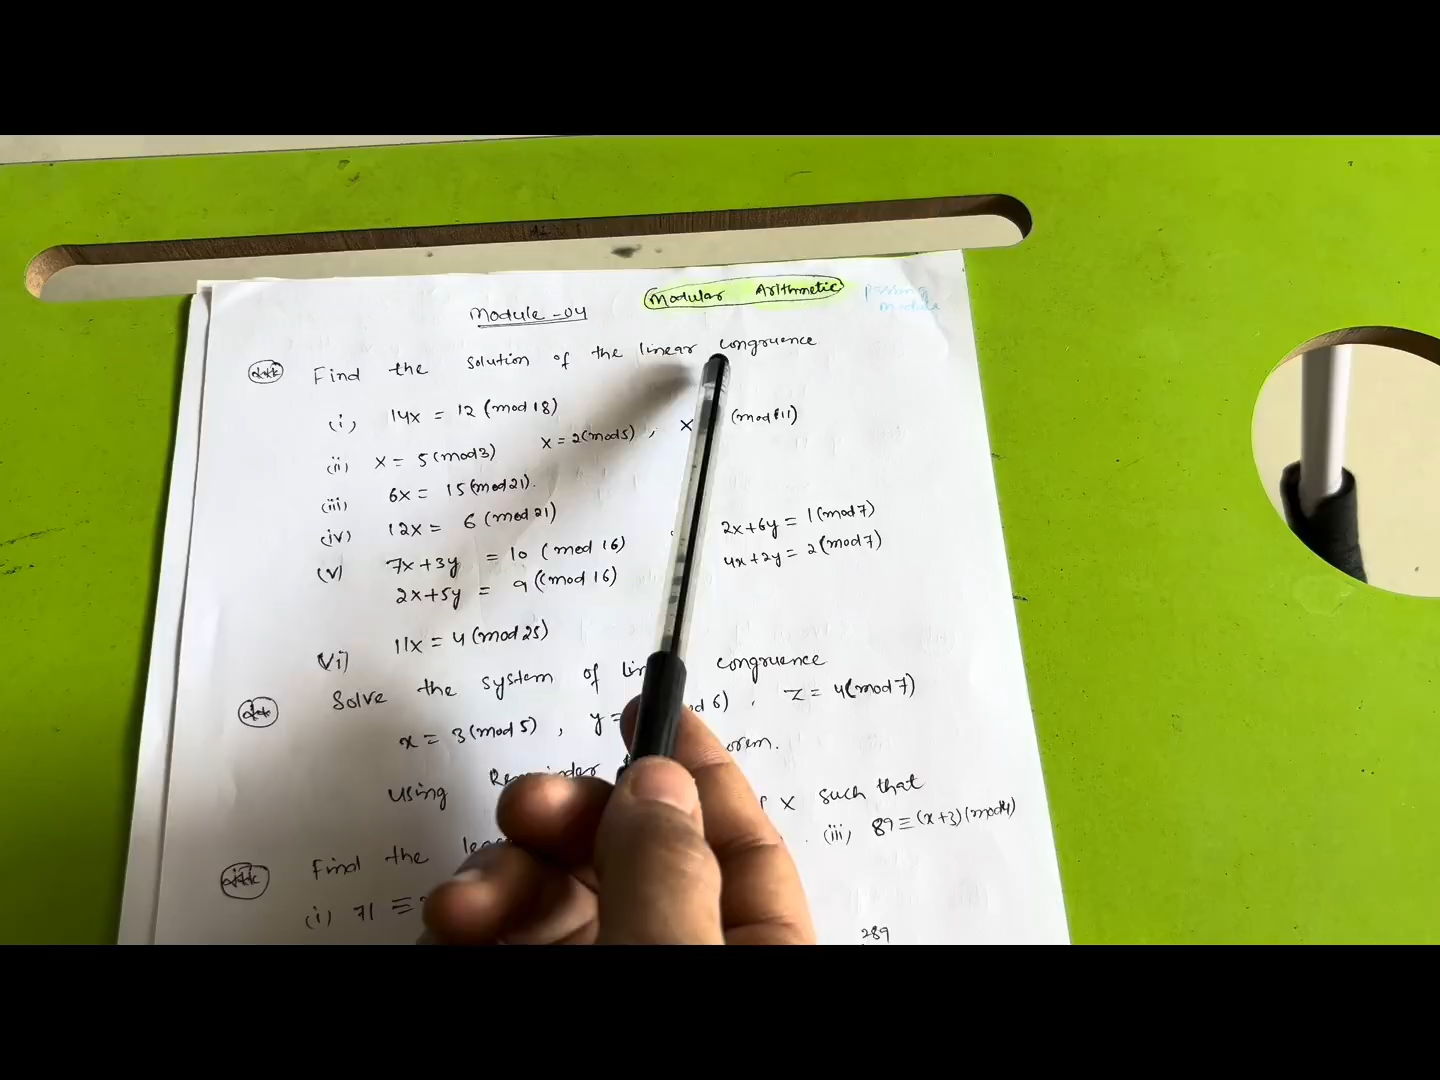 Module - 04 Modular Arithmetic passing module
Find the solution of the linear congruence
(i) 14x = 12 (mod 18)
(ii) x = 5 (mod 3) x = 2 (mod 5) , x (mod 11)
(iii) 6x = 15 (mod 21).
(iv) 12x = 6 (mod 21)
(v) 7x + 3y = 10 (mod 16) 2x + 6y = 1 (mod 7)
2x + 5y = 9 (mod 16) 4x + 2y = 2 (mod 7)
vi) 11x = 4 (mod 25)
Solve the system of congruence
x = 3 (mod 5) , y = 6) , z = 4 (mod 7)
using
Find the x such that
(i) 71 ≡ (iii) 89 ≡ (x+3) (mod 4)
289